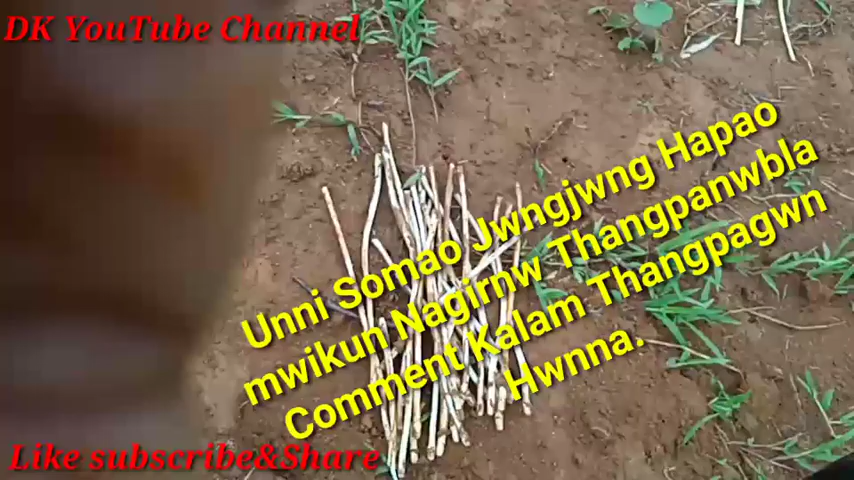 DK YouTube Channel
Unni Somao Jwngjwng Hapao
mwikun Nagirnw Thangpanwbla
Comment Kalam Thangpagwn
Hwnna.
Like subscribe&Share